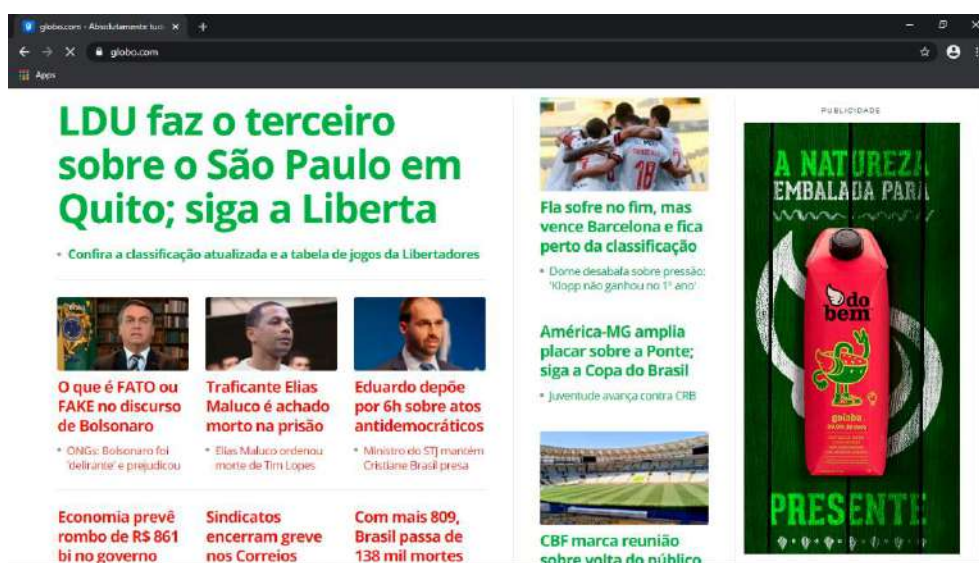 globo.com - Absolutamente tud
globo.com
Apps
LDU faz o terceiro
sobre o São Paulo em
Quito; siga a Liberta
Confira a classificação atualizada e a tabela de jogos da Libertadores
O que é FATO ou
FAKE no discurso
de Bolsonaro
ONGs: Bolsonaro foi
'delirante' e prejudicou
Traficante Elias
Maluco é achado
morto na prisão
Elias Maluco ordenou
morte de Tim Lopes
Eduardo depõe
por 6h sobre atos
antidemocráticos
Ministro do STJ mantém
Cristiane Brasil presa
Economia prevê
rombo de R$ 861
bi no governo
Sindicatos
encerram greve
nos Correios
Com mais 809,
Brasil passa de
138 mil mortes
18
Fla sofre no fim, mas
vence Barcelona e fica
perto da classificação
Dome desabafa sobre pressão:
'Klopp não ganhou no 1º ano'
América-MG amplia
placar sobre a Ponte;
siga a Copa do Brasil
Juventude avança contra CRB
CBF marca reunião
sobre volta do público
PUBLICIDADE
A NATUREZA
EMBALADA PARA
do
bem
goiaba
PRESENTE